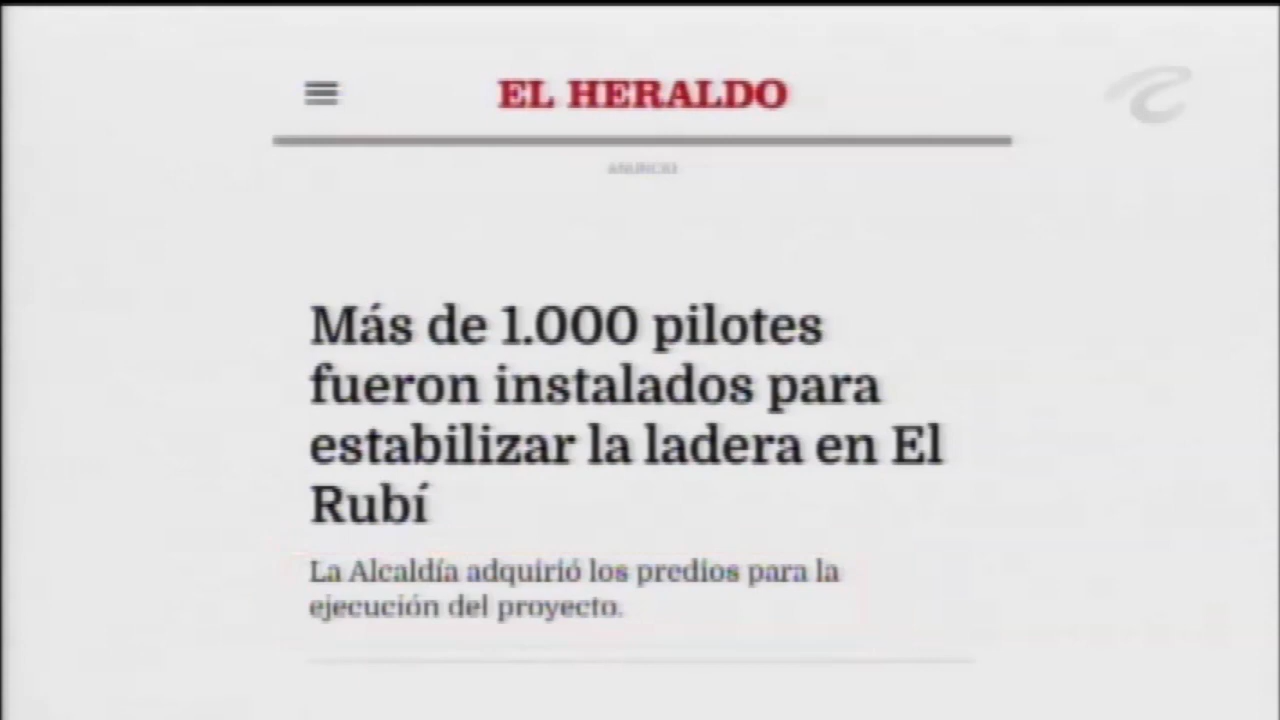 EL HERALDO
ANUNCIO
Más de 1.000 pilotes
fueron instalados para
estabilizar la ladera en El
Rubí
La Alcaldía adquirió los predios para la
ejecución del proyecto.